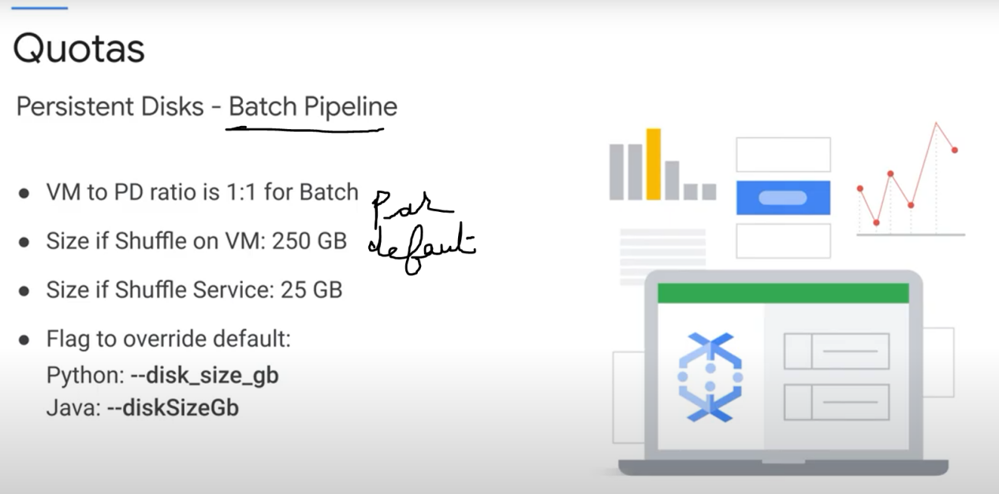 Quotas
Persistent Disks - Batch Pipeline
● VM to PD ratio is 1:1 for Batch
Par
● Size if Shuffle on VM: 250 GB
defaut
● Size if Shuffle Service: 25 GB
● Flag to override default:
Python: --disk_size_gb
Java: --diskSizeGb